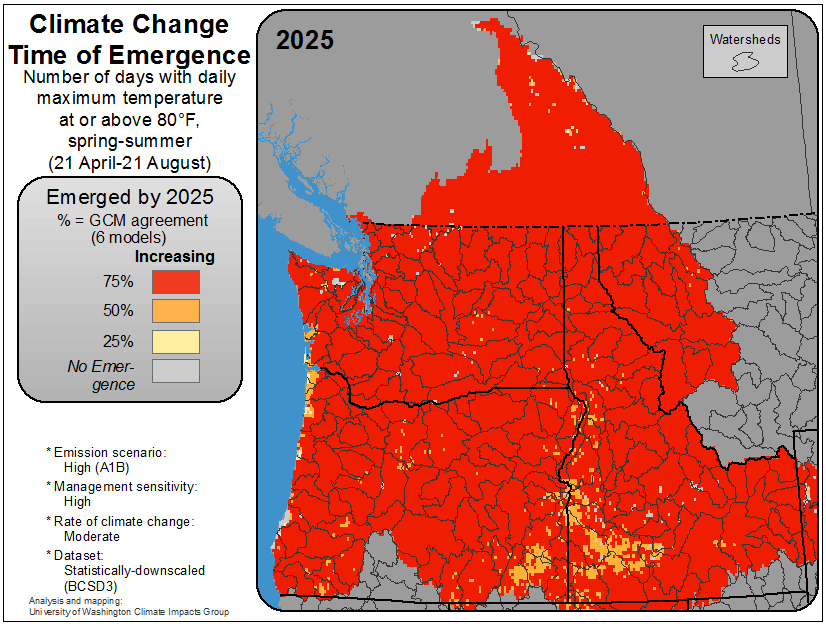 Climate Change
Time of Emergence
Number of days with daily
maximum temperature
at or above 80°F,
spring-summer
(21 April-21 August)
Emerged by 2025
% = GCM agreement
(6 models)
Increasing
75%
50%
25%
No Emer-
gence
* Emission scenario:
High (A1B)
* Management sensitivity:
High
* Rate of climate change:
Moderate
* Dataset:
Statistically-downscaled
(BCSD3)
Analysis and mapping:
University of Washington Climate Impacts Group
2025
Watersheds